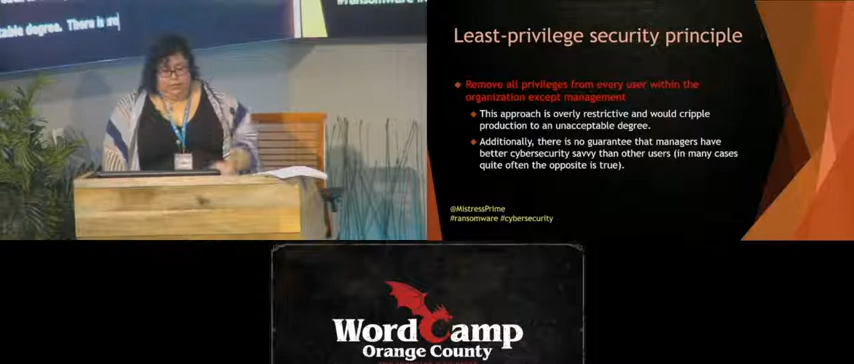 table degree. There is are
#ransomware
Least-privilege security principle
Remove all privileges from every user within the
organization except management
This approach is overly restrictive and would cripple
production to an unacceptable degree.
Additionally, there is no guarantee that managers have
better cybersecurity savvy than other users (in many cases
quite often the opposite is true).
@MistressPrime
#ransomware #cybersecurity
WordCamp
Orange County